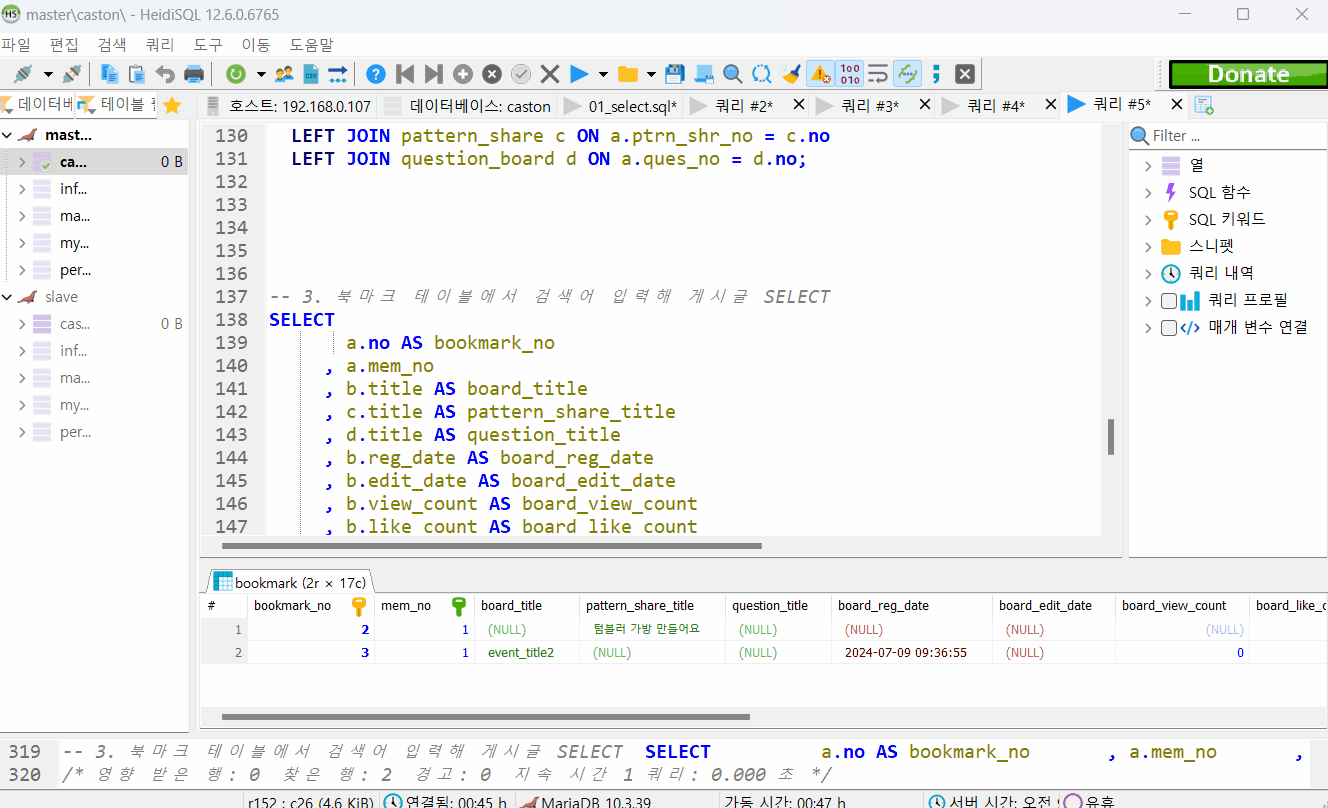 master\caston\ - HeidiSQL 12.6.0.6765
파일 편집 검색 쿼리 도구 이동 도움말
Donate
데이터베 테이블 호스트: 192.168.0.107 데이터베이스: caston 01_select.sql* 쿼리 #2* 쿼리 #3* 쿼리 #4* 쿼리 #5*
mast...
ca... 0 B
inf...
ma...
my...
per...
slave
cas... 0 B
inf...
ma...
my...
per...
130 LEFT JOIN pattern_share c ON a.ptrn_shr_no = c.no
131 LEFT JOIN question_board d ON a.ques_no = d.no;
132
133
134
135
136
137 -- 3. 북마크 테이블에서 검색어 입력해 게시글 SELECT
138 SELECT
139 a.no AS bookmark_no
140 , a.mem_no
141 , b.title AS board_title
142 , c.title AS pattern_share_title
143 , d.title AS question_title
144 , b.reg_date AS board_reg_date
145 , b.edit_date AS board_edit_date
146 , b.view_count AS board_view_count
147 , b.like_count AS board_like_count
Filter ...
열
SQL 함수
SQL 키워드
스니펫
쿼리 내역
쿼리 프로필
매개 변수 연결
bookmark (2r × 17c)
# bookmark_no mem_no board_title pattern_share_title question_title board_reg_date board_edit_date board_view_count board_like_c
1 2 1 (NULL) 텀블러 가방 만들어요 (NULL) (NULL) (NULL) (NULL)
2 3 1 event_title2 (NULL) (NULL) 2024-07-09 09:36:55 (NULL) 0
319 -- 3. 북마크 테이블에서 검색어 입력해 게시글 SELECT SELECT a.no AS bookmark_no , a.mem_no ,
320 /* 영향 받은 행: 0 찾은 행: 2 경고: 0 지속 시간 1 쿼리: 0.000 초 */
r152 : c26 (4.6 KiB) 연결됨: 00:45 h MariaDB 10.3.39 가동 시간: 00:47 h 서버 시간: 오전 유휴